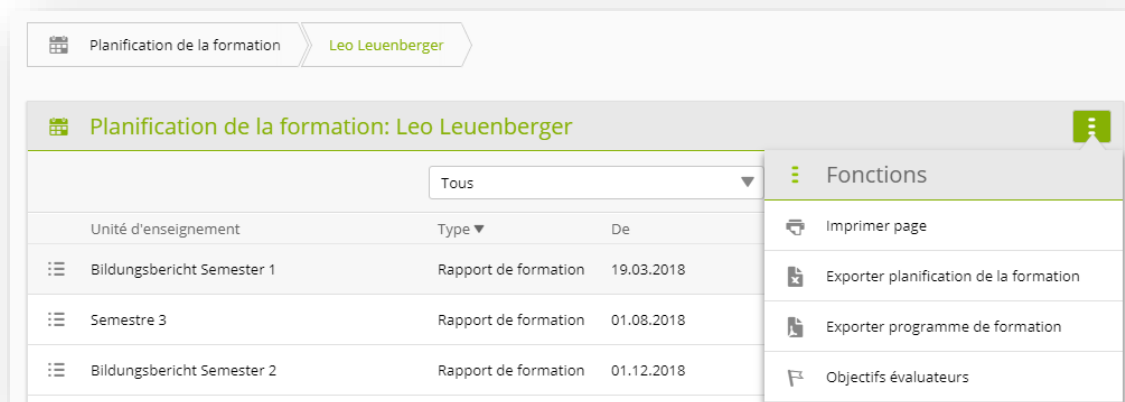 Planification de la formation Leo Leuenberger
Planification de la formation: Leo Leuenberger
Tous
Fonctions
Unité d'enseignement Type De
Imprimer page
Bildungsbericht Semester 1 Rapport de formation 19.03.2018
Exporter planification de la formation
Semestre 3 Rapport de formation 01.08.2018
Exporter programme de formation
Bildungsbericht Semester 2 Rapport de formation 01.12.2018
Objectifs évaluateurs